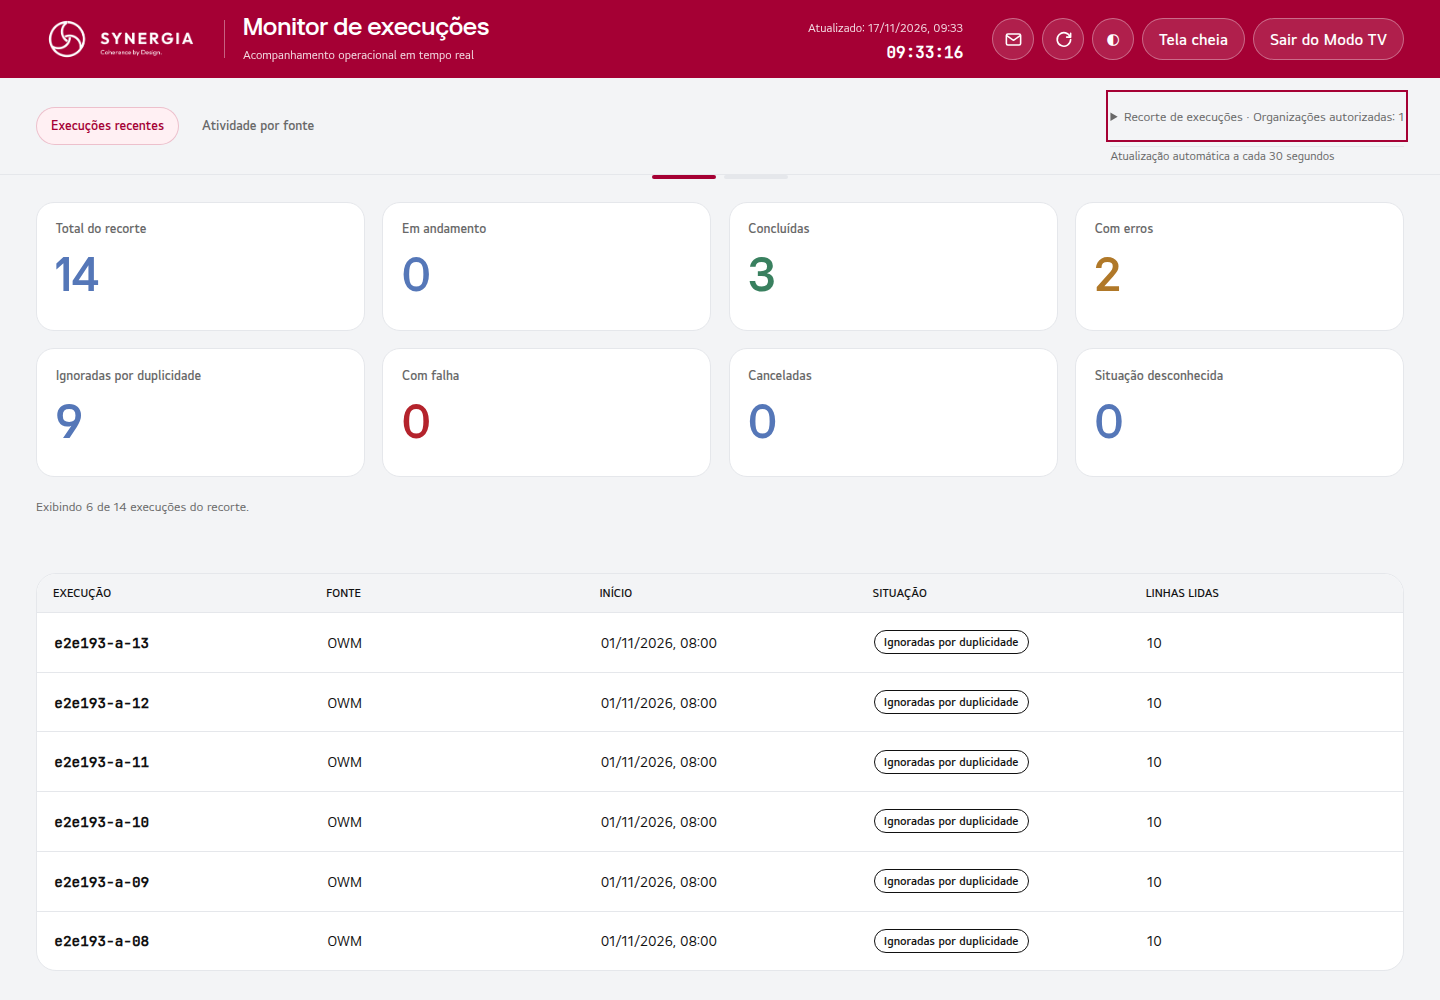 SYNERGIA
Coherence by Design.
Monitor de execuções
Acompanhamento operacional em tempo real
Atualizado: 17/11/2026, 09:33
09:33:16
Tela cheia
Sair do Modo TV
Execuções recentes
Atividade por fonte
Recorte de execuções · Organizações autorizadas: 1
Atualização automática a cada 30 segundos
Total do recorte
14
Em andamento
0
Concluídas
3
Com erros
2
Ignoradas por duplicidade
9
Com falha
0
Canceladas
0
Situação desconhecida
0
Exibindo 6 de 14 execuções do recorte.
EXECUÇÃO FONTE INÍCIO SITUAÇÃO LINHAS LIDAS
e2e193-a-13 OWM 01/11/2026, 08:00 Ignoradas por duplicidade 10
e2e193-a-12 OWM 01/11/2026, 08:00 Ignoradas por duplicidade 10
e2e193-a-11 OWM 01/11/2026, 08:00 Ignoradas por duplicidade 10
e2e193-a-10 OWM 01/11/2026, 08:00 Ignoradas por duplicidade 10
e2e193-a-09 OWM 01/11/2026, 08:00 Ignoradas por duplicidade 10
e2e193-a-08 OWM 01/11/2026, 08:00 Ignoradas por duplicidade 10